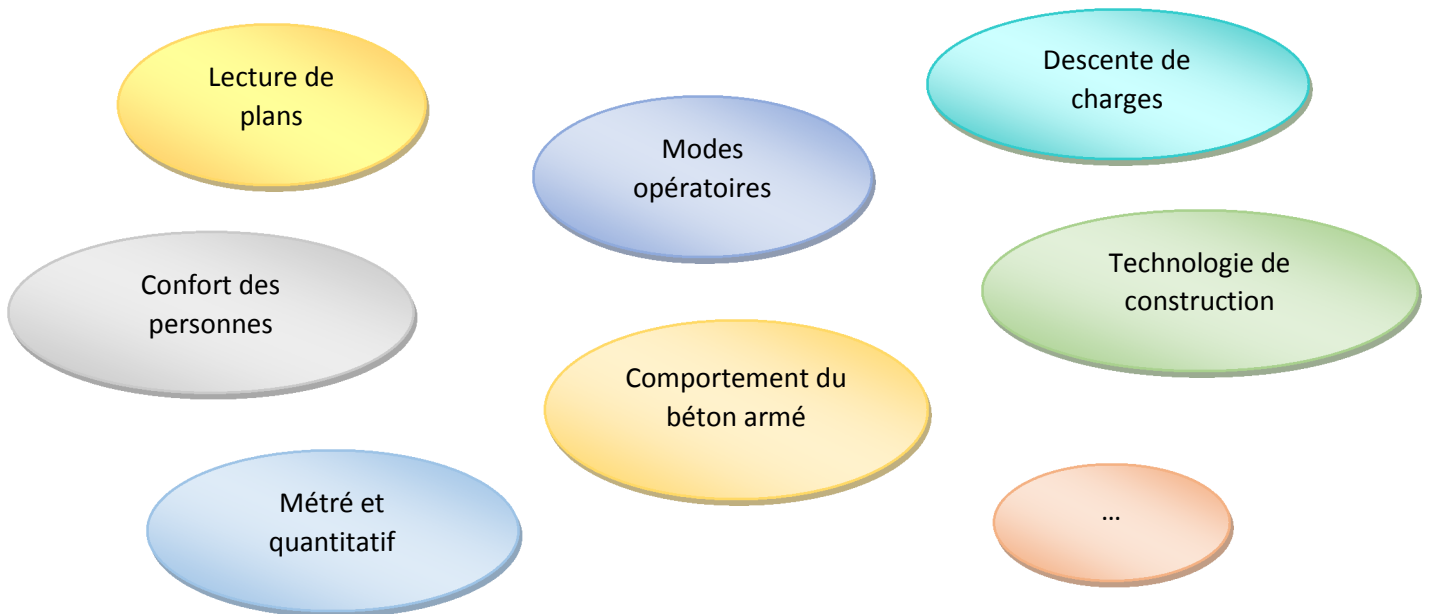 Lecture de
plans
Descente de
charges
Modes
opératoires
Confort des
personnes
Technologie de
construction
Comportement du
béton armé
Métré et
quantitatif
…